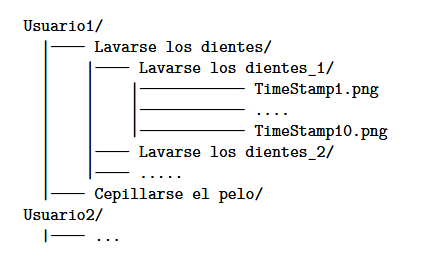 Usuario1/
Lavarse los dientes/
Lavarse los dientes_1/
TimeStamp1.png
....
TimeStamp10.png
Lavarse los dientes_2/
.....
Cepillarse el pelo/
Usuario2/
...